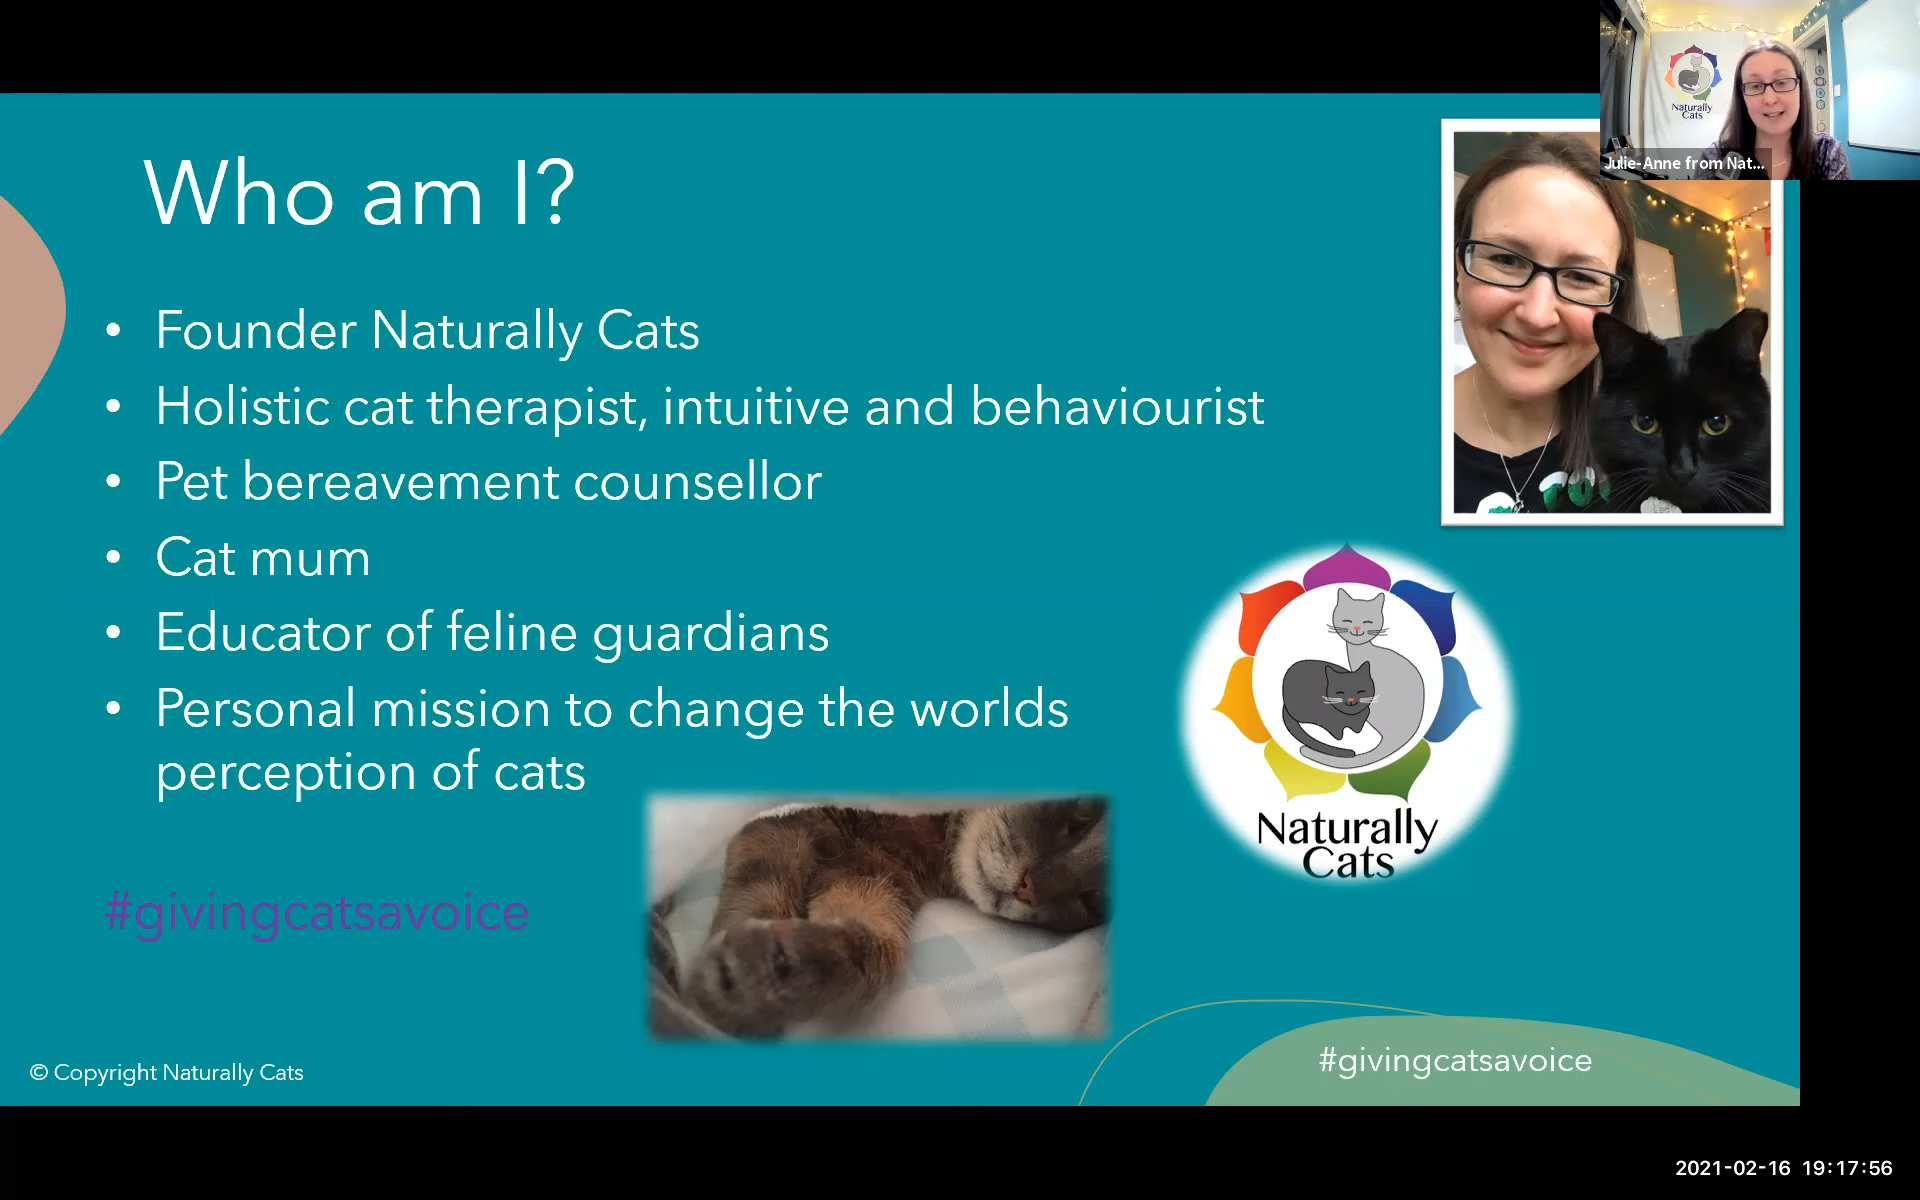 Who am I?
• Founder Naturally Cats
• Holistic cat therapist, intuitive and behaviourist
• Pet bereavement counsellor
• Cat mum
• Educator of feline guardians
• Personal mission to change the worlds
perception of cats
#givingcatsavoice
© Copyright Naturally Cats
Naturally
Cats
#givingcatsavoice
Naturally
Cats
Julie-Anne from Nat...
2021-02-16 19:17:56